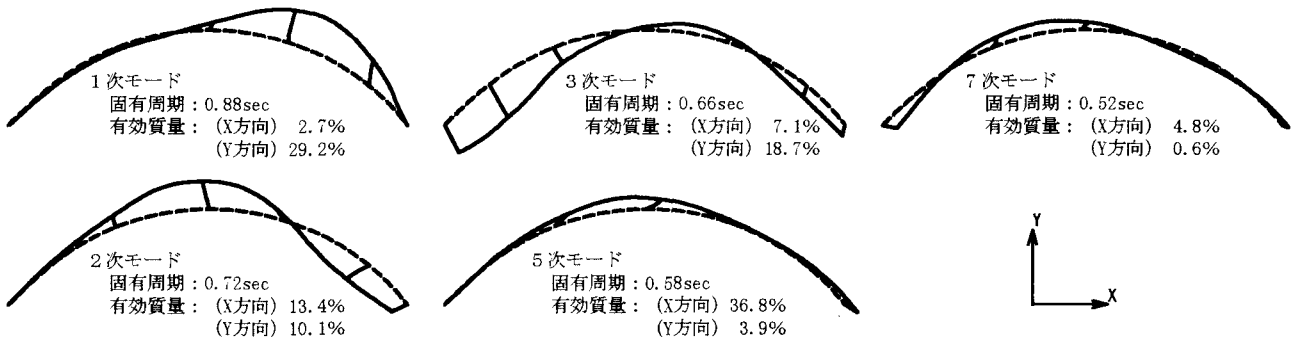 1次モード
固有周期：0.88sec
有効質量：（X方向） 2.7%
（Y方向）29.2%
3次モード
固有周期：0.66sec
有効質量：（X方向） 7.1%
（Y方向）18.7%
7次モード
固有周期：0.52sec
有効質量：（X方向） 4.8%
（Y方向） 0.6%
2次モード
固有周期：0.72sec
有効質量：（X方向）13.4%
（Y方向）10.1%
5次モード
固有周期：0.58sec
有効質量：（X方向）36.8%
（Y方向） 3.9%
Y
X